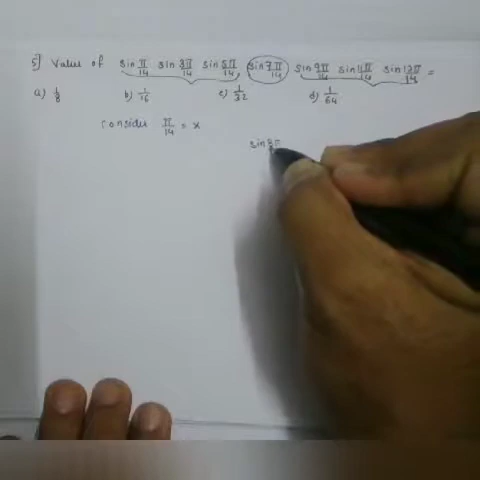 5] Value of sin π/14 sin 3π/14 sin 5π/14 sin 7π/14 sin 9π/14 sin 11π/14 sin 13π/14 =
a) 1/8 b) 1/16 c) 1/32 d) 1/64
consider π/14 = x
sin